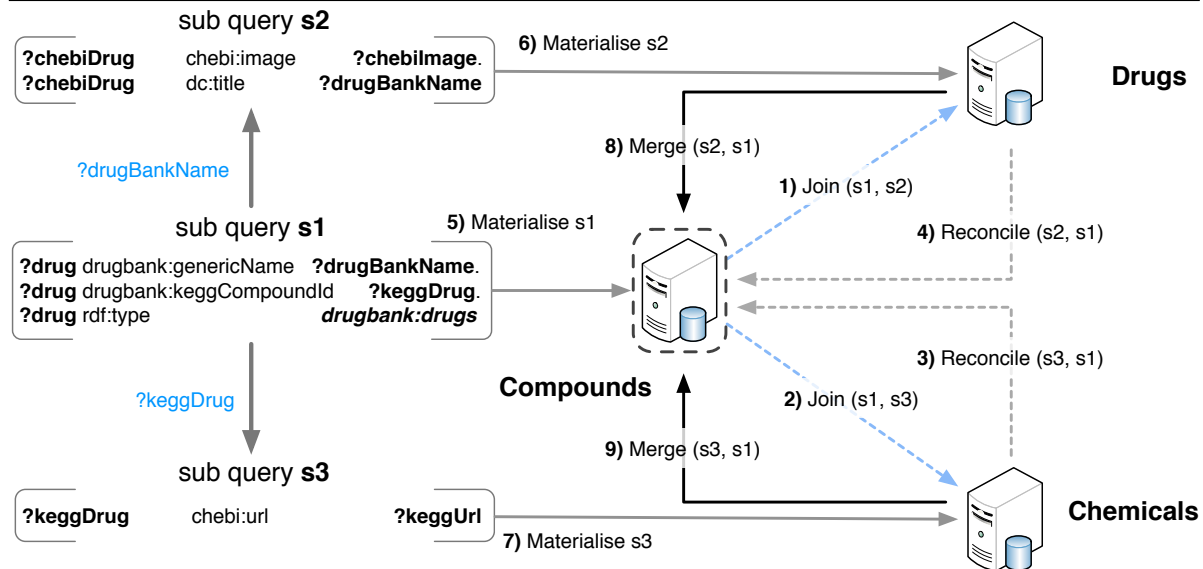 sub query s2
6) Materialise s2
?chebiDrug chebi:image ?chebiImage.
?chebiDrug dc:title ?drugBankName
Drugs
8) Merge (s2, s1)
?drugBankName
1) Join (s1, s2)
sub query s1
5) Materialise s1
4) Reconcile (s2, s1)
?drug drugbank:genericName ?drugBankName.
?drug drugbank:keggCompoundId ?keggDrug.
?drug rdf:type drugbank:drugs
3) Reconcile (s3, s1)
Compounds
?keggDrug
2) Join (s1, s3)
9) Merge (s3, s1)
sub query s3
?keggDrug chebi:url ?keggUrl
Chemicals
7) Materialise s3